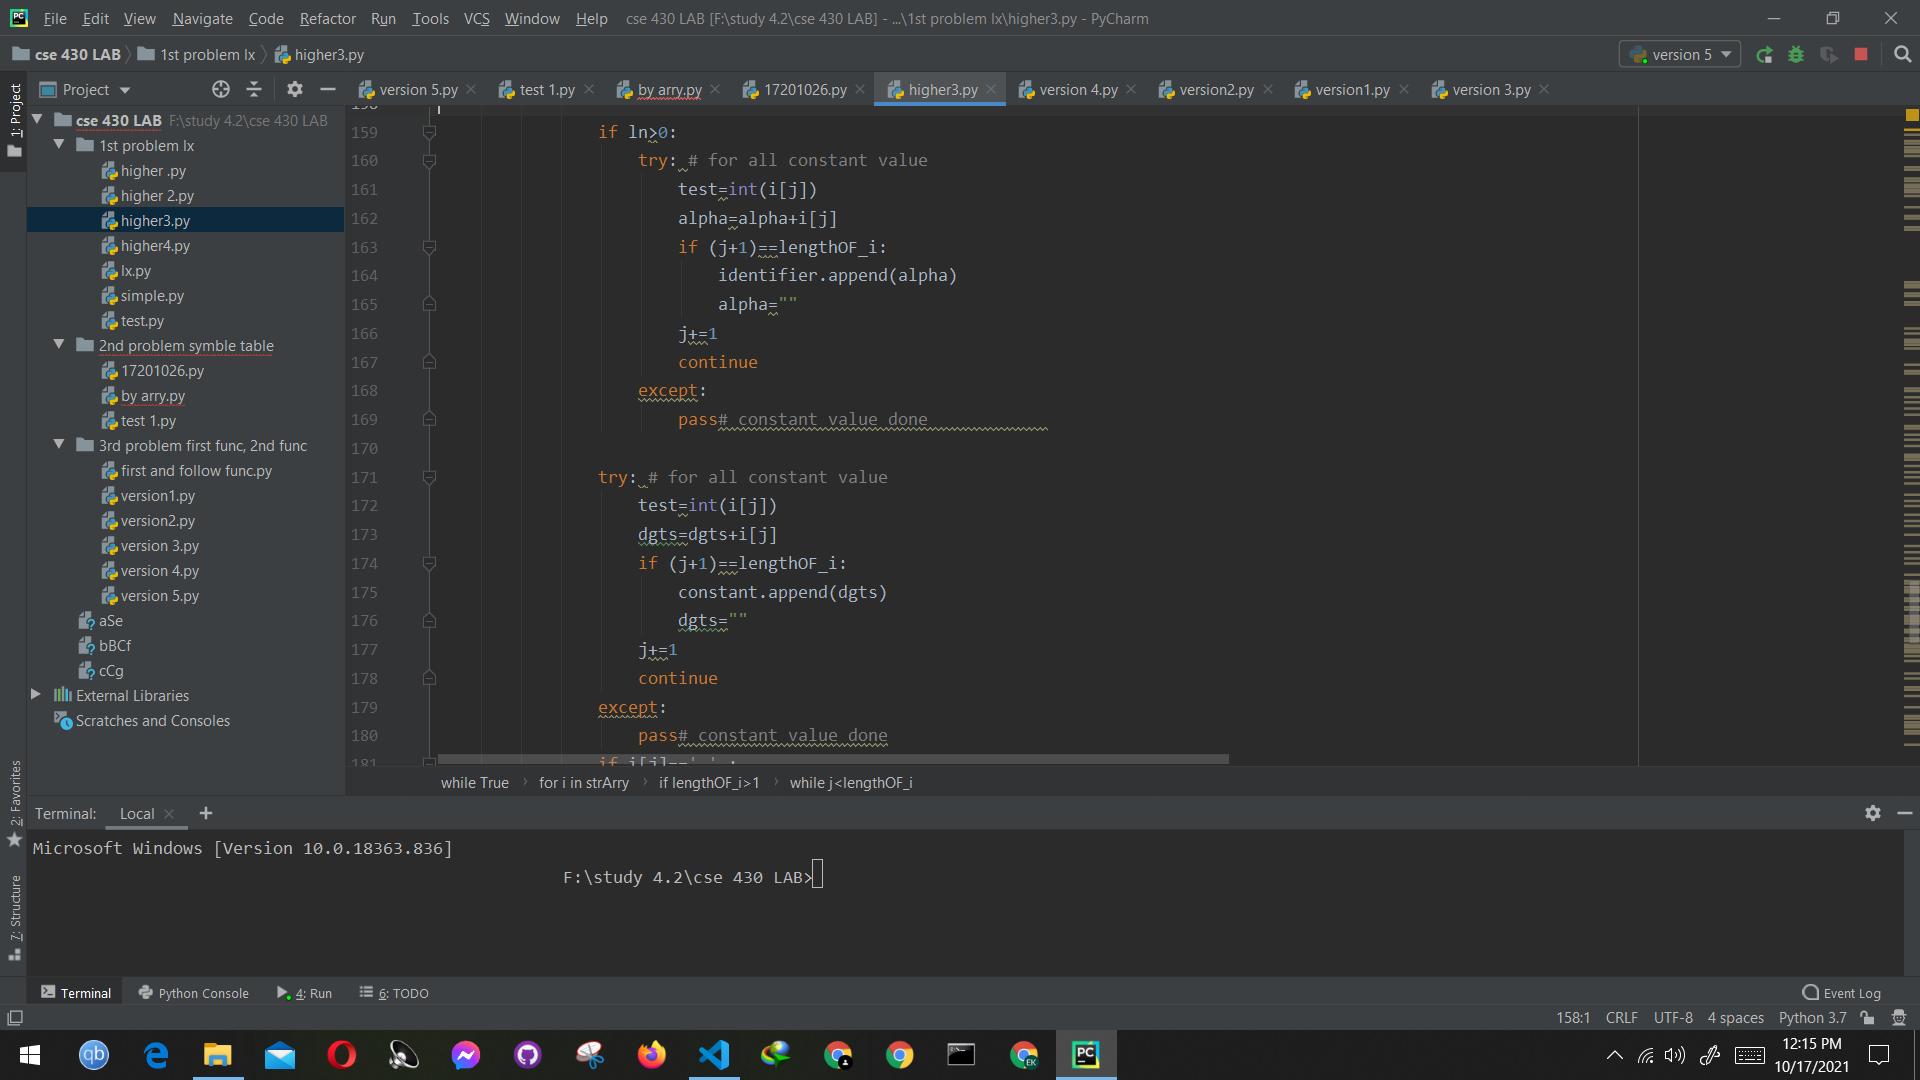 File Edit View Navigate Code Refactor Run Tools VCS Window Help cse 430 LAB [F:\study 4.2\cse 430 LAB] - ...\1st problem lx\higher3.py - PyCharm
cse 430 LAB 1st problem lx higher3.py version 5
Project version 5.py test 1.py by arry.py 17201026.py higher3.py version 4.py version2.py version1.py version 3.py
1: Project
cse 430 LAB F:\study 4.2\cse 430 LAB
1st problem lx
higher .py
higher 2.py
higher3.py
higher4.py
lx.py
simple.py
test.py
2nd problem symble table
17201026.py
by arry.py
test 1.py
3rd problem first func, 2nd func
first and follow func.py
version1.py
version2.py
version 3.py
version 4.py
version 5.py
aSe
bBCf
cCg
External Libraries
Scratches and Consoles
2: Favorites
7: Structure
159 if ln>0:
160 try: # for all constant value
161 test=int(i[j])
162 alpha=alpha+i[j]
163 if (j+1)==lengthOF_i:
164 identifier.append(alpha)
165 alpha=""
166 j+=1
167 continue
168 except:
169 pass# constant value done
170
171 try: # for all constant value
172 test=int(i[j])
173 dgts=dgts+i[j]
174 if (j+1)==lengthOF_i:
175 constant.append(dgts)
176 dgts=""
177 j+=1
178 continue
179 except:
180 pass# constant value done
181
while True for i in strArry if lengthOF_i>1 while j<lengthOF_i
Terminal: Local +
Microsoft Windows [Version 10.0.18363.836]
F:\study 4.2\cse 430 LAB>
Terminal Python Console 4: Run 6: TODO Event Log
158:1 CRLF UTF-8 4 spaces Python 3.7
12:15 PM
10/17/2021